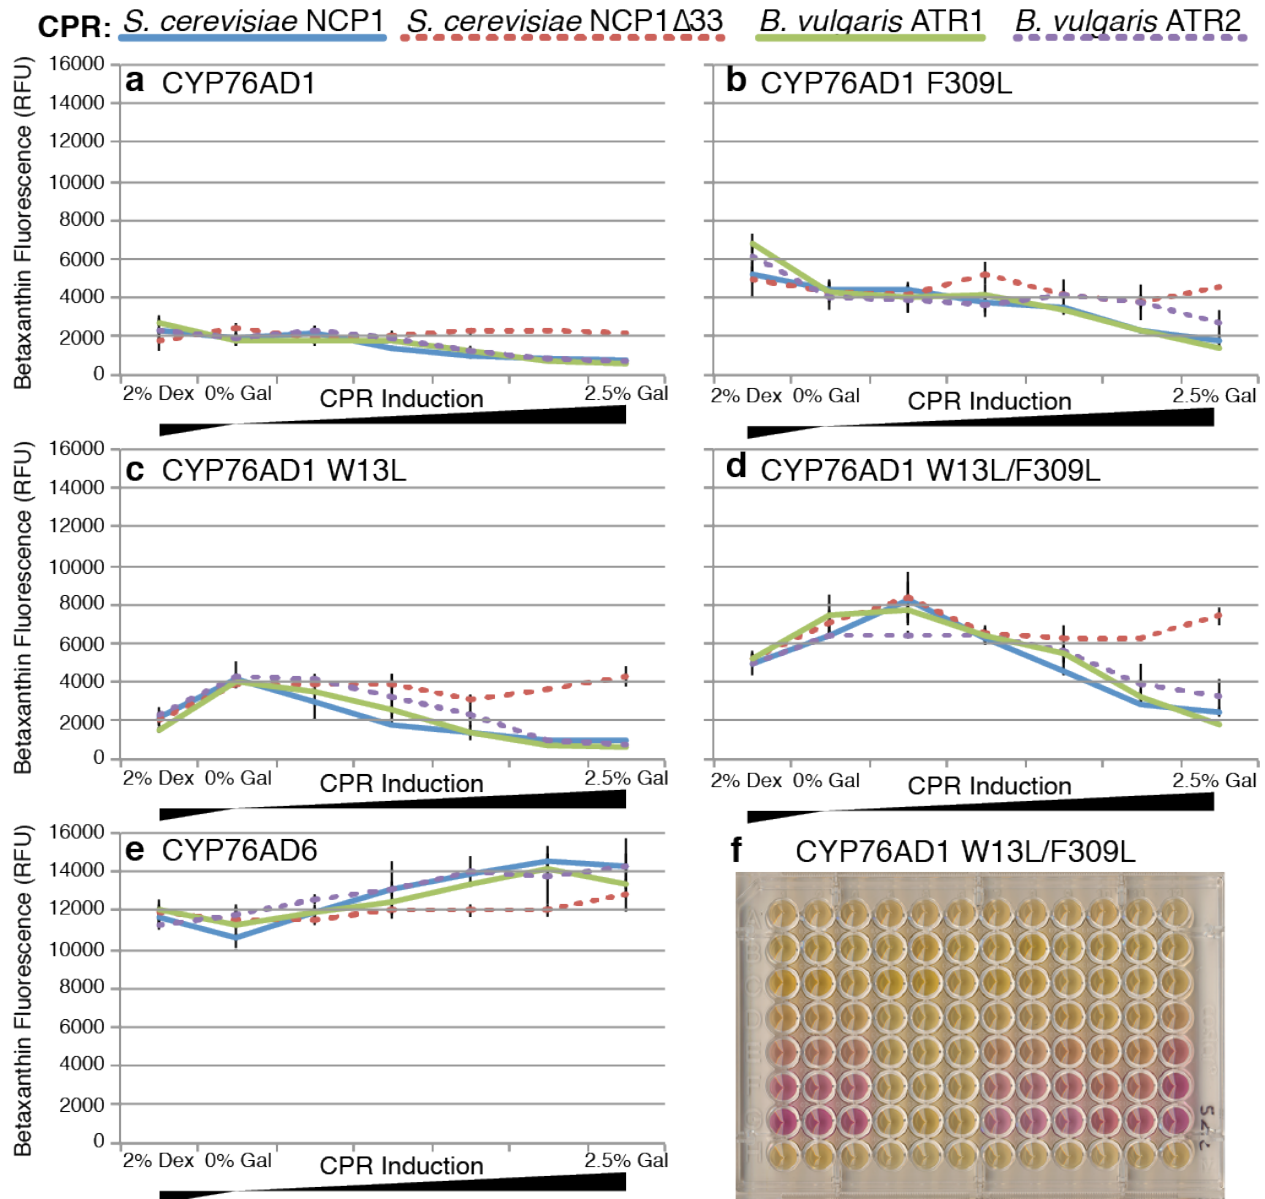 CPR: S. cerevisiae NCP1 S. cerevisiae NCP1Δ33 B. vulgaris ATR1 B. vulgaris ATR2
a CYP76AD1
Betaxanthin Fluorescence (RFU)
16000
14000
12000
10000
8000
6000
4000
2000
0
2% Dex 0% Gal CPR Induction 2.5% Gal
b CYP76AD1 F309L
2% Dex 0% Gal CPR Induction 2.5% Gal
c CYP76AD1 W13L
Betaxanthin Fluorescence (RFU)
16000
14000
12000
10000
8000
6000
4000
2000
0
2% Dex 0% Gal CPR Induction 2.5% Gal
d CYP76AD1 W13L/F309L
2% Dex 0% Gal CPR Induction 2.5% Gal
e CYP76AD6
Betaxanthin Fluorescence (RFU)
16000
14000
12000
10000
8000
6000
4000
2000
0
2% Dex 0% Gal CPR Induction 2.5% Gal
f CYP76AD1 W13L/F309L